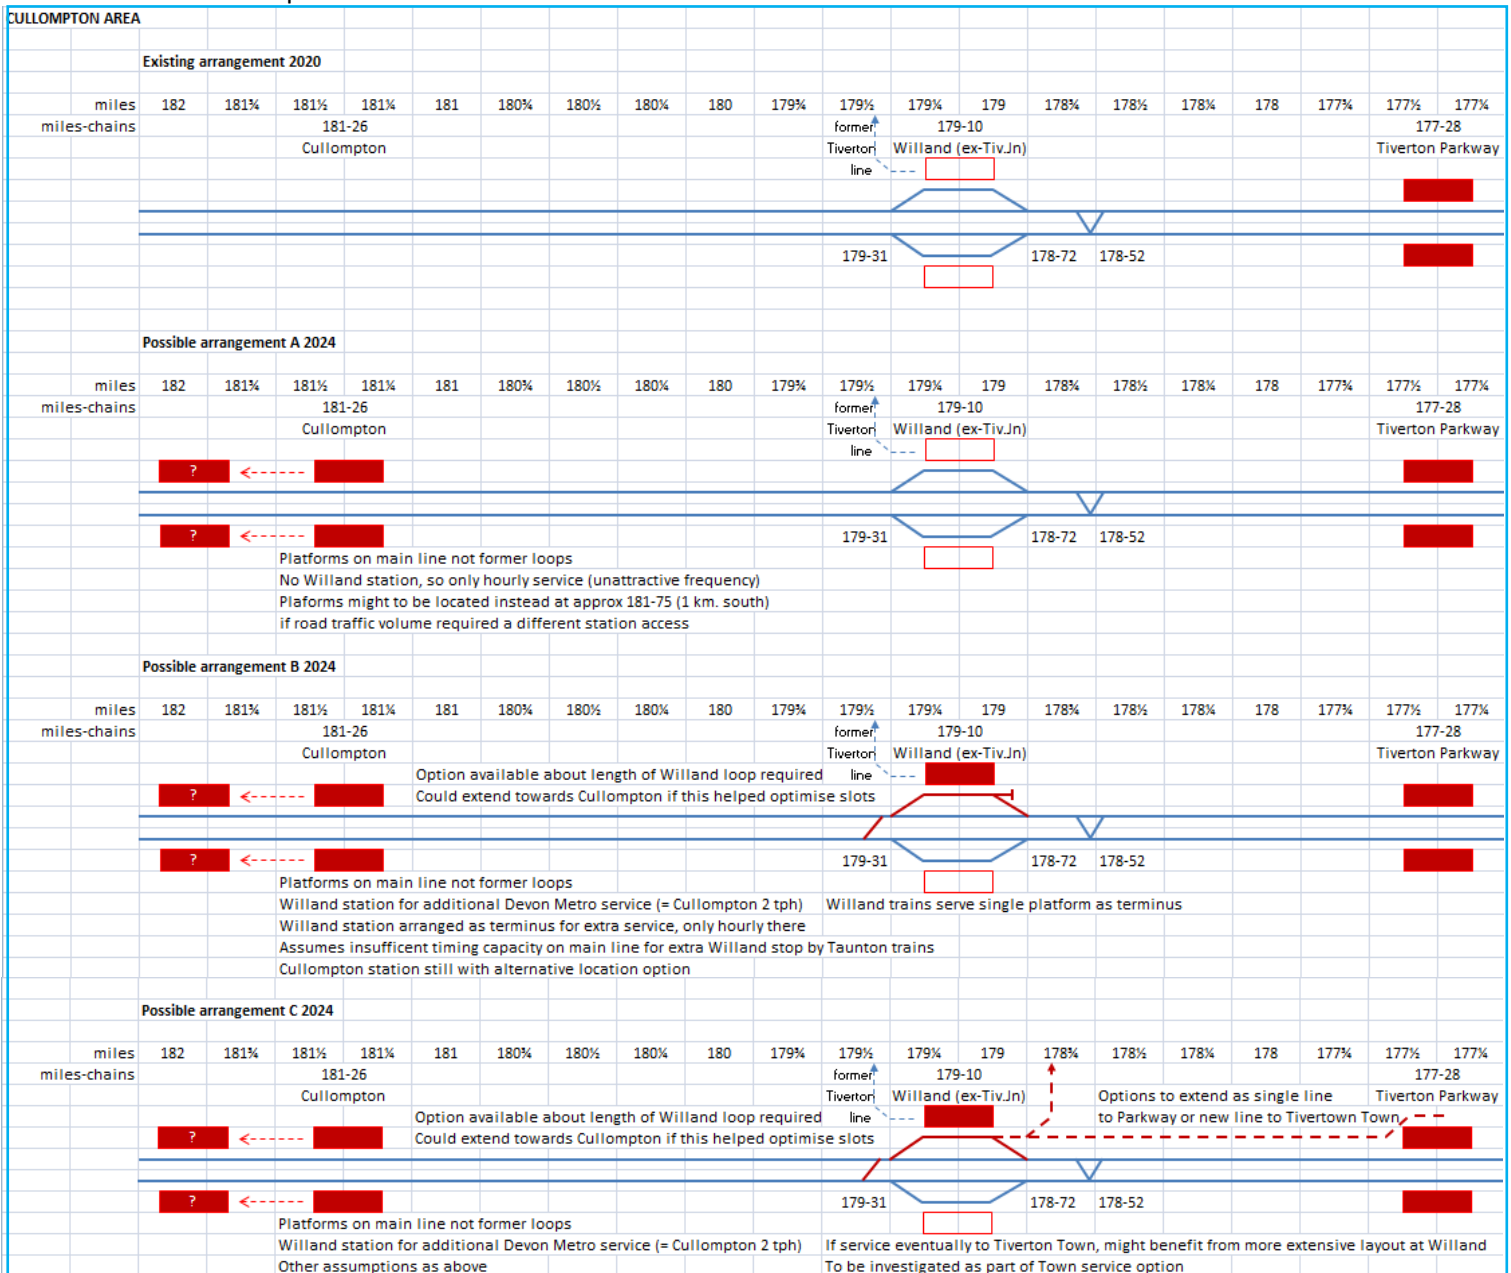 CULLOMPTON AREA
Existing arrangement 2020
miles 182 181¾ 181½ 181¼ 181 180¾ 180½ 180¼ 180 179¾ 179½ 179¼ 179 178¾ 178½ 178¼ 178 177¾ 177½ 177¼
miles-chains 181-26 former 179-10 177-28
Cullompton Tiverton Willand (ex-Tiv.Jn) Tiverton Parkway
line
179-31 178-72 178-52
Possible arrangement A 2024
miles 182 181¾ 181½ 181¼ 181 180¾ 180½ 180¼ 180 179¾ 179½ 179¼ 179 178¾ 178½ 178¼ 178 177¾ 177½ 177¼
miles-chains 181-26 former 179-10 177-28
Cullompton Tiverton Willand (ex-Tiv.Jn) Tiverton Parkway
line
?
? 179-31 178-72 178-52
Platforms on main line not former loops
No Willand station, so only hourly service (unattractive frequency)
Plaforms might to be located instead at approx 181-75 (1 km. south)
if road traffic volume required a different station access
Possible arrangement B 2024
miles 182 181¾ 181½ 181¼ 181 180¾ 180½ 180¼ 180 179¾ 179½ 179¼ 179 178¾ 178½ 178¼ 178 177¾ 177½ 177¼
miles-chains 181-26 former 179-10 177-28
Cullompton Tiverton Willand (ex-Tiv.Jn) Tiverton Parkway
Option available about length of Willand loop required line
? Could extend towards Cullompton if this helped optimise slots
? 179-31 178-72 178-52
Platforms on main line not former loops
Willand station for additional Devon Metro service (= Cullompton 2 tph) Willand trains serve single platform as terminus
Willand station arranged as terminus for extra service, only hourly there
Assumes insufficent timing capacity on main line for extra Willand stop by Taunton trains
Cullompton station still with alternative location option
Possible arrangement C 2024
miles 182 181¾ 181½ 181¼ 181 180¾ 180½ 180¼ 180 179¾ 179½ 179¼ 179 178¾ 178½ 178¼ 178 177¾ 177½ 177¼
miles-chains 181-26 former 179-10 177-28
Cullompton Tiverton Willand (ex-Tiv.Jn) Options to extend as single line Tiverton Parkway
Option available about length of Willand loop required line to Parkway or new line to Tivertown Town
? Could extend towards Cullompton if this helped optimise slots
? 179-31 178-72 178-52
Platforms on main line not former loops
Willand station for additional Devon Metro service (= Cullompton 2 tph) If service eventually to Tiverton Town, might benefit from more extensive layout at Willand
Other assumptions as above To be investigated as part of Town service option